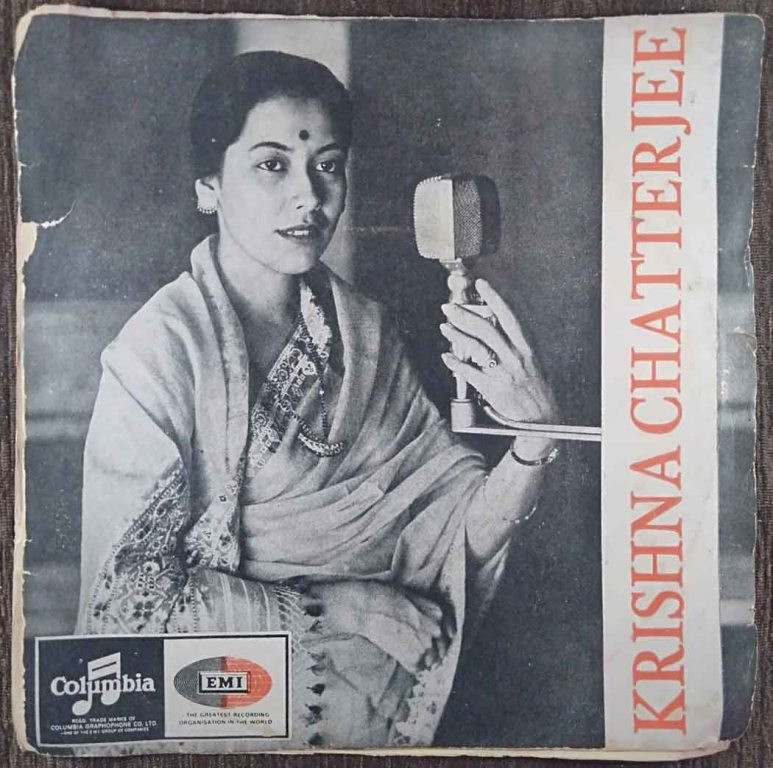 KRISHNA CHATTERJEE
Columbia
REGD. TRADE MARKS OF
COLUMBIA GRAPHOPHONE CO. LTD.
—ONE OF THE E M I GROUP OF COMPANIES
EMI
THE GREATEST RECORDING
ORGANISATION IN THE WORLD